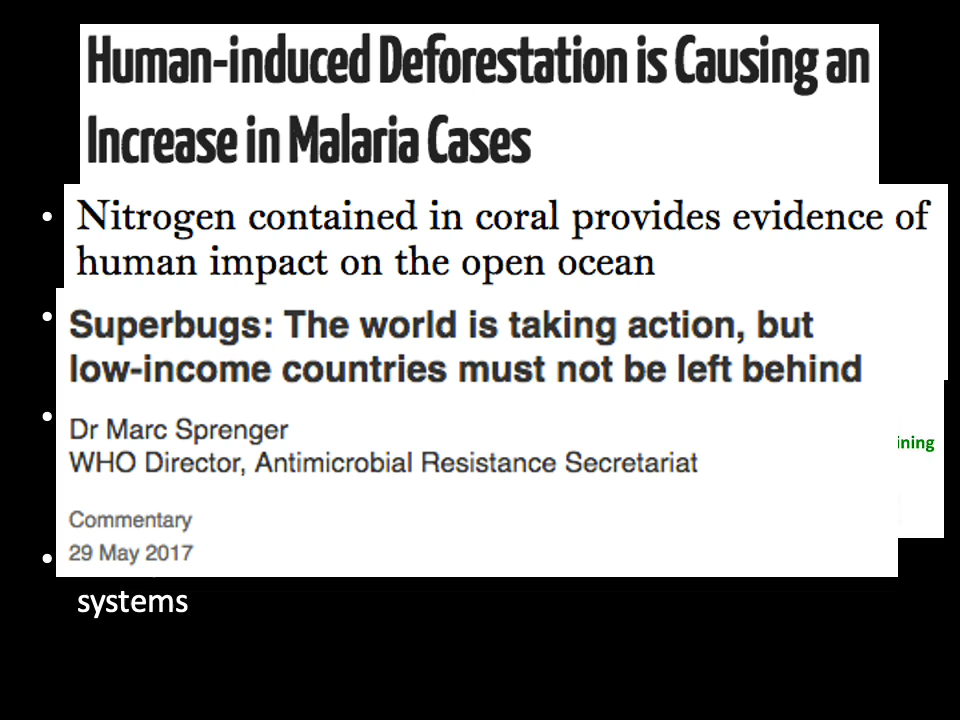 Human-induced Deforestation is Causing an
Increase in Malaria Cases
• Nitrogen contained in coral provides evidence of
human impact on the open ocean
• Superbugs: The world is taking action, but
low-income countries must not be left behind
• Dr Marc Sprenger
ining
WHO Director, Antimicrobial Resistance Secretariat
Commentary
• 29 May 2017
systems